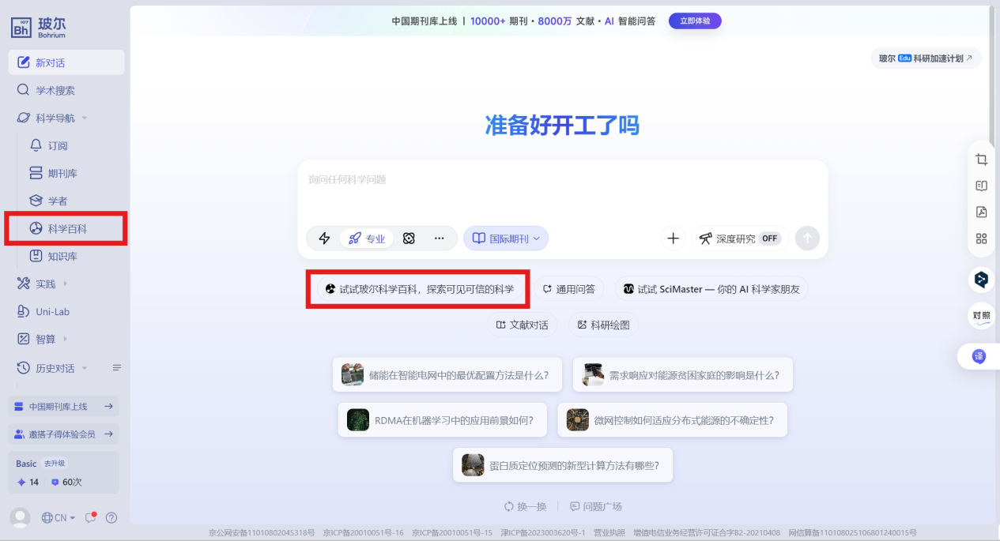 Bh
玻尔
Bohrium
新对话
学术搜索
科学导航
订阅
期刊库
学者
科学百科
知识库
实践
Uni-Lab
智算
历史对话
中国期刊库上线
邀搭子得体验会员
Basic 去升级
14 60次
CN
中国期刊库上线 | 10000+ 期刊・8000万 文献・AI 智能问答 立即体验
玻尔 Edu 科研加速计划
准备好开工了吗
询问任何科学问题
专业 国际期刊 深度研究 OFF
试试玻尔科学百科，探索可见可信的科学 通用问答 试试 SciMaster — 你的 AI 科学家朋友
文献对话 科研绘图
储能在智能电网中的最优配置方法是什么? 需求响应对能源贫困家庭的影响是什么?
RDMA在机器学习中的应用前景如何? 微网控制如何适应分布式能源的不确定性?
蛋白质定位预测的新型计算方法有哪些?
换一换 | 问题广场
京公网安备11010802045318号 京ICP备20010051号-16 京ICP备20010051号-15 津ICP备2023003620号-1 营业执照 增值电信业务经营许可证合字B2-20210408 网信算备110108025106801240015号
对照
译